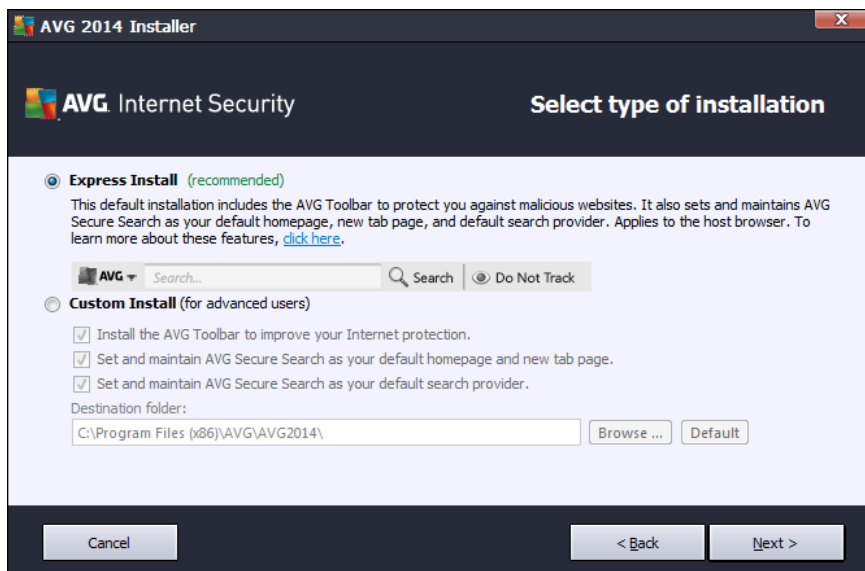 AVG 2014 Installer
AVG. Internet Security
Select type of installation
Express Install (recommended)
This default installation includes the AVG Toolbar to protect you against malicious websites. It also sets and maintains AVG
Secure Search as your default homepage, new tab page, and default search provider. Applies to the host browser. To
learn more about these features, click here.
AVG Search... Search Do Not Track
Custom Install (for advanced users)
Install the AVG Toolbar to improve your Internet protection.
Set and maintain AVG Secure Search as your default homepage and new tab page.
Set and maintain AVG Secure Search as your default search provider.
Destination folder:
C:\Program Files (x86)\AVG\AVG2014\ Browse ... Default
Cancel < Back Next >